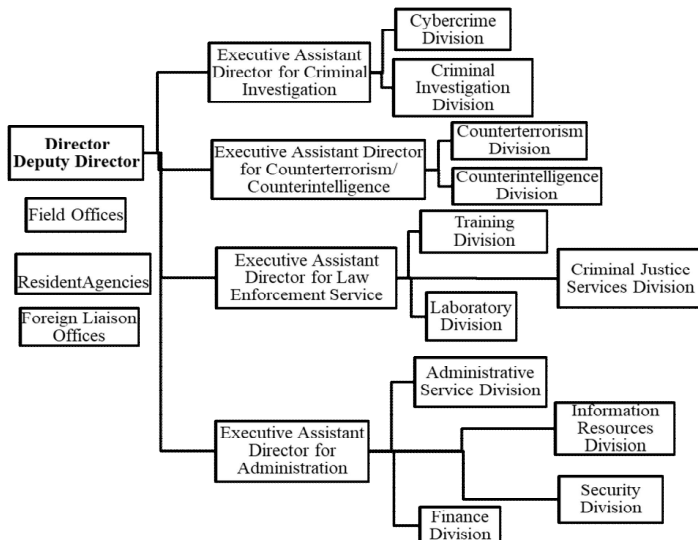 Director
Deputy Director
Field Offices
ResidentAgencies
Foreign Liaison
Offices
Executive Assistant
Director for Criminal
Investigation
Cybercrime
Division
Criminal
Investigation
Division
Executive Assistant Director
for Counterterrorism/
Counterintelligence
Counterterrorism
Division
Counterintelligence
Division
Executive Assistant
Director for Law
Enforcement Service
Training
Division
Criminal Justice
Services Division
Laboratory
Division
Executive Assistant
Director for
Administration
Administrative
Service Division
Information
Resources
Division
Security
Division
Finance
Division